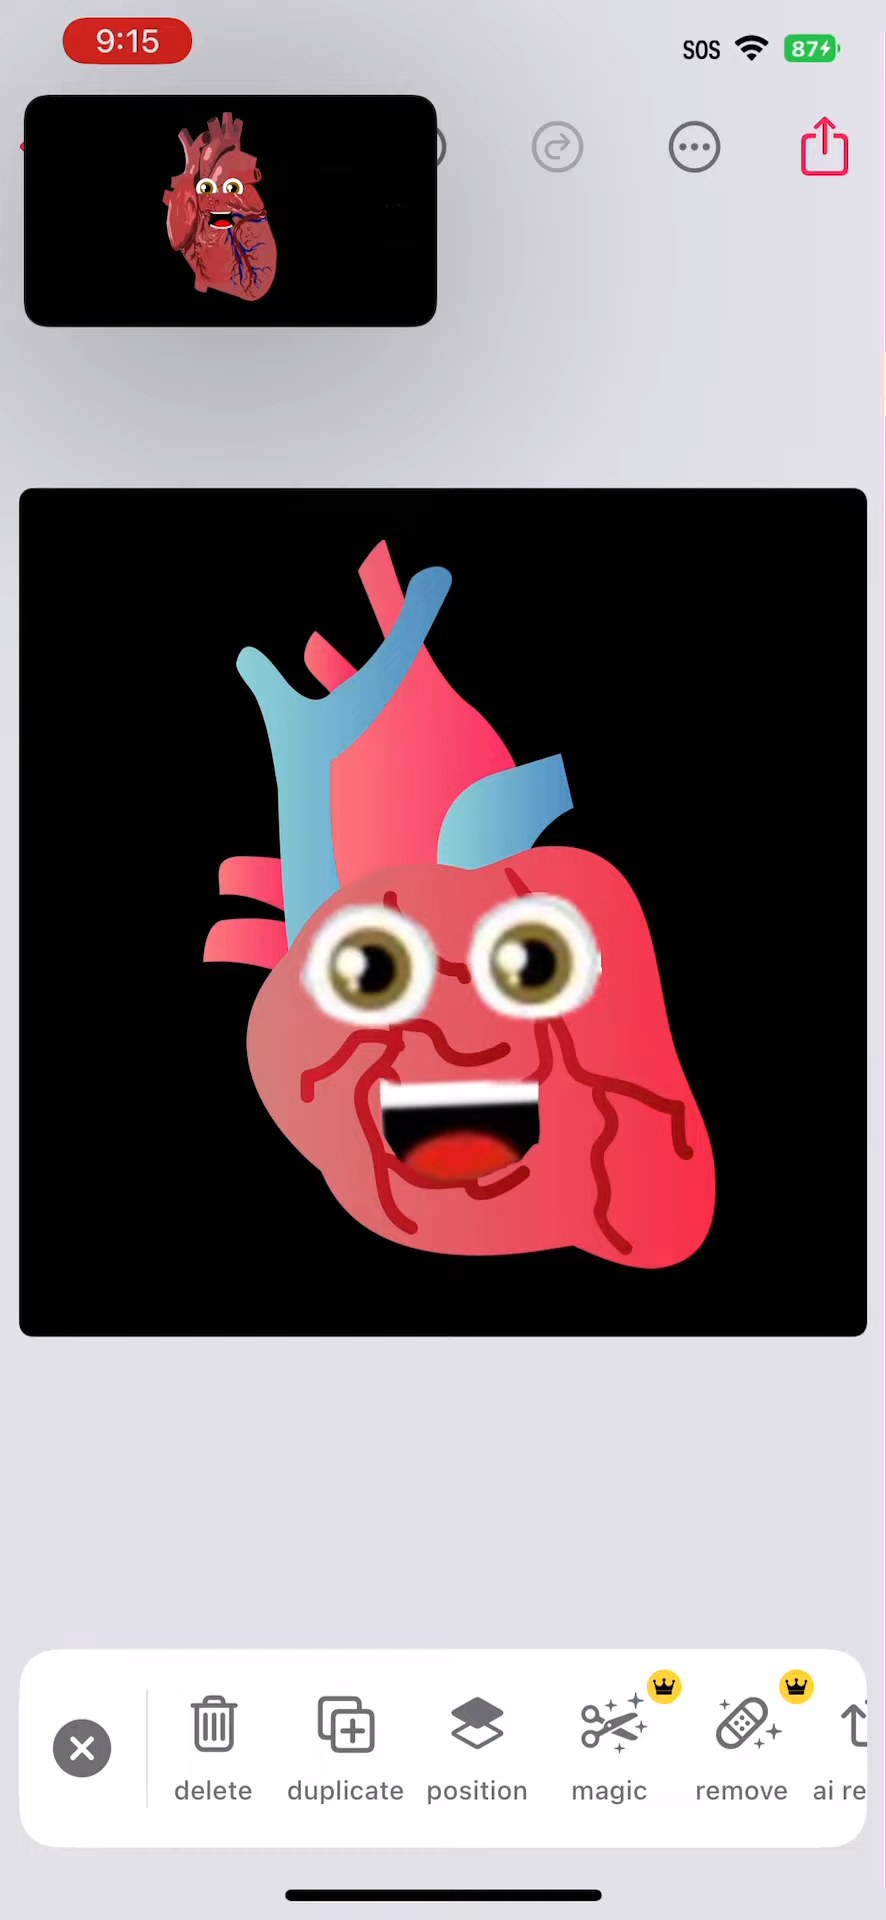 9:15
SOS
87
delete
duplicate
position
magic
remove
ai re